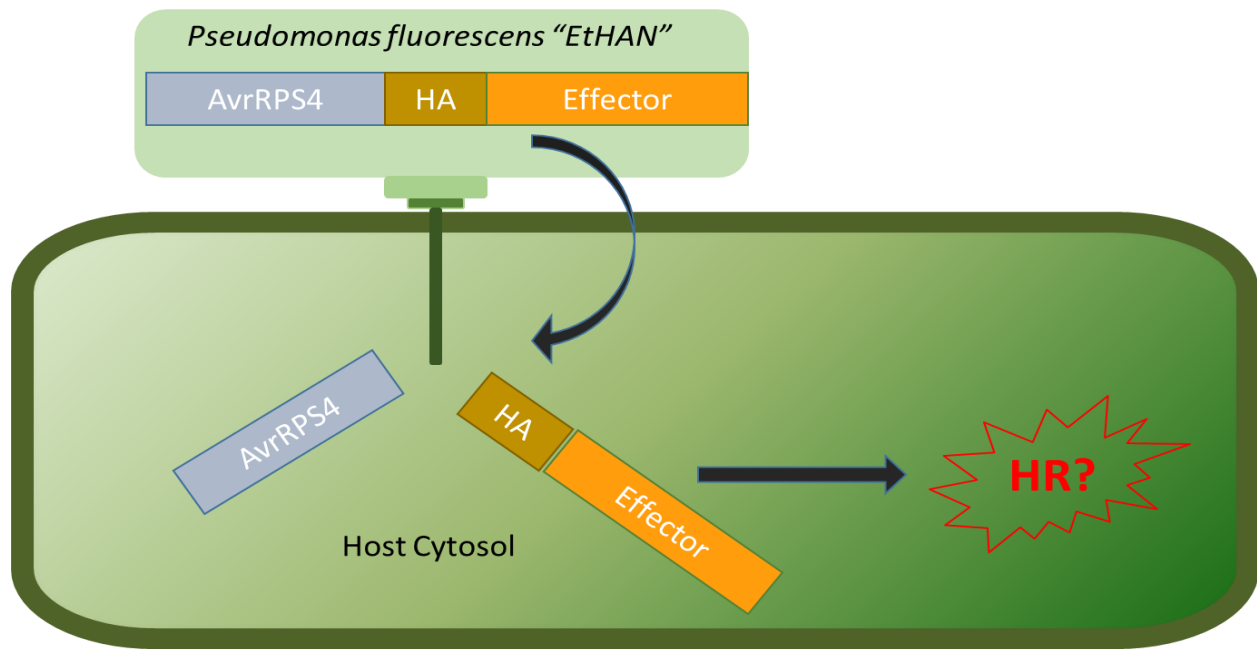 Pseudomonas fluorescens “EtHAN”
AvrRPS4 HA Effector
AvrRPS4
HA
Effector
HR?
Host Cytosol